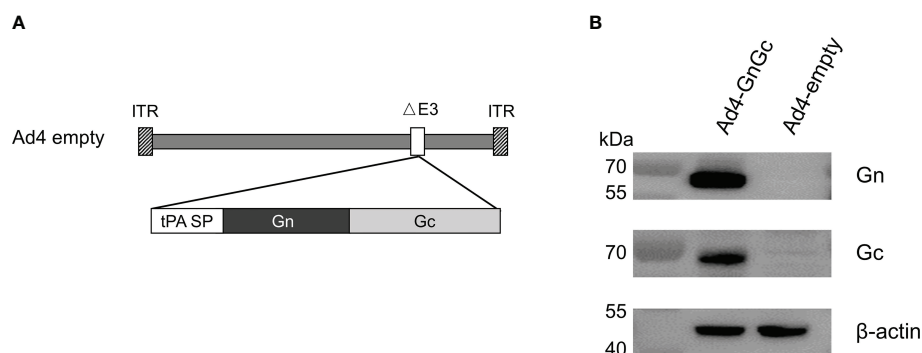 A
ITR
△E3
ITR
Ad4 empty
tPA SP
Gn
Gc
B
Ad4-GnGc
Ad4-empty
kDa
70
55
Gn
70
Gc
55
40
β-actin